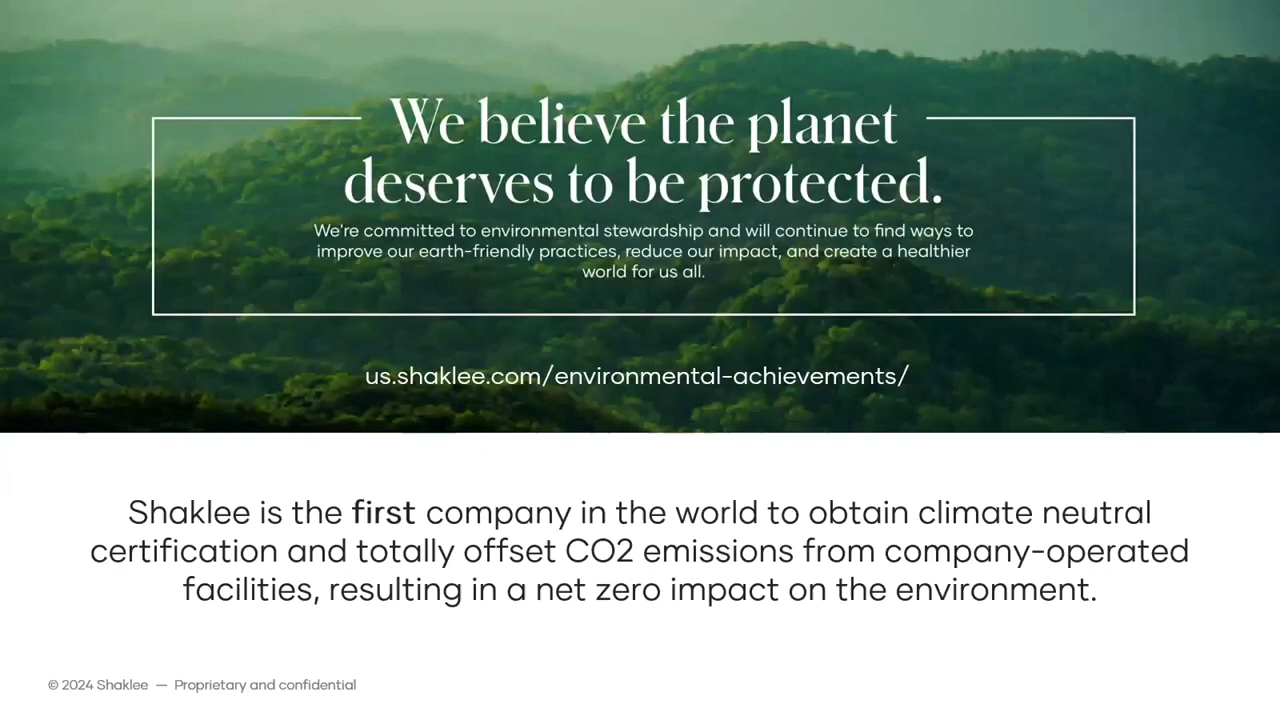 We believe the planet
deserves to be protected.
We're committed to environmental stewardship and will continue to find ways to
improve our earth-friendly practices, reduce our impact, and create a healthier
world for us all.
us.shaklee.com/environmental-achievements/
Shaklee is the first company in the world to obtain climate neutral
certification and totally offset CO2 emissions from company-operated
facilities, resulting in a net zero impact on the environment.
© 2024 Shaklee — Proprietary and confidential